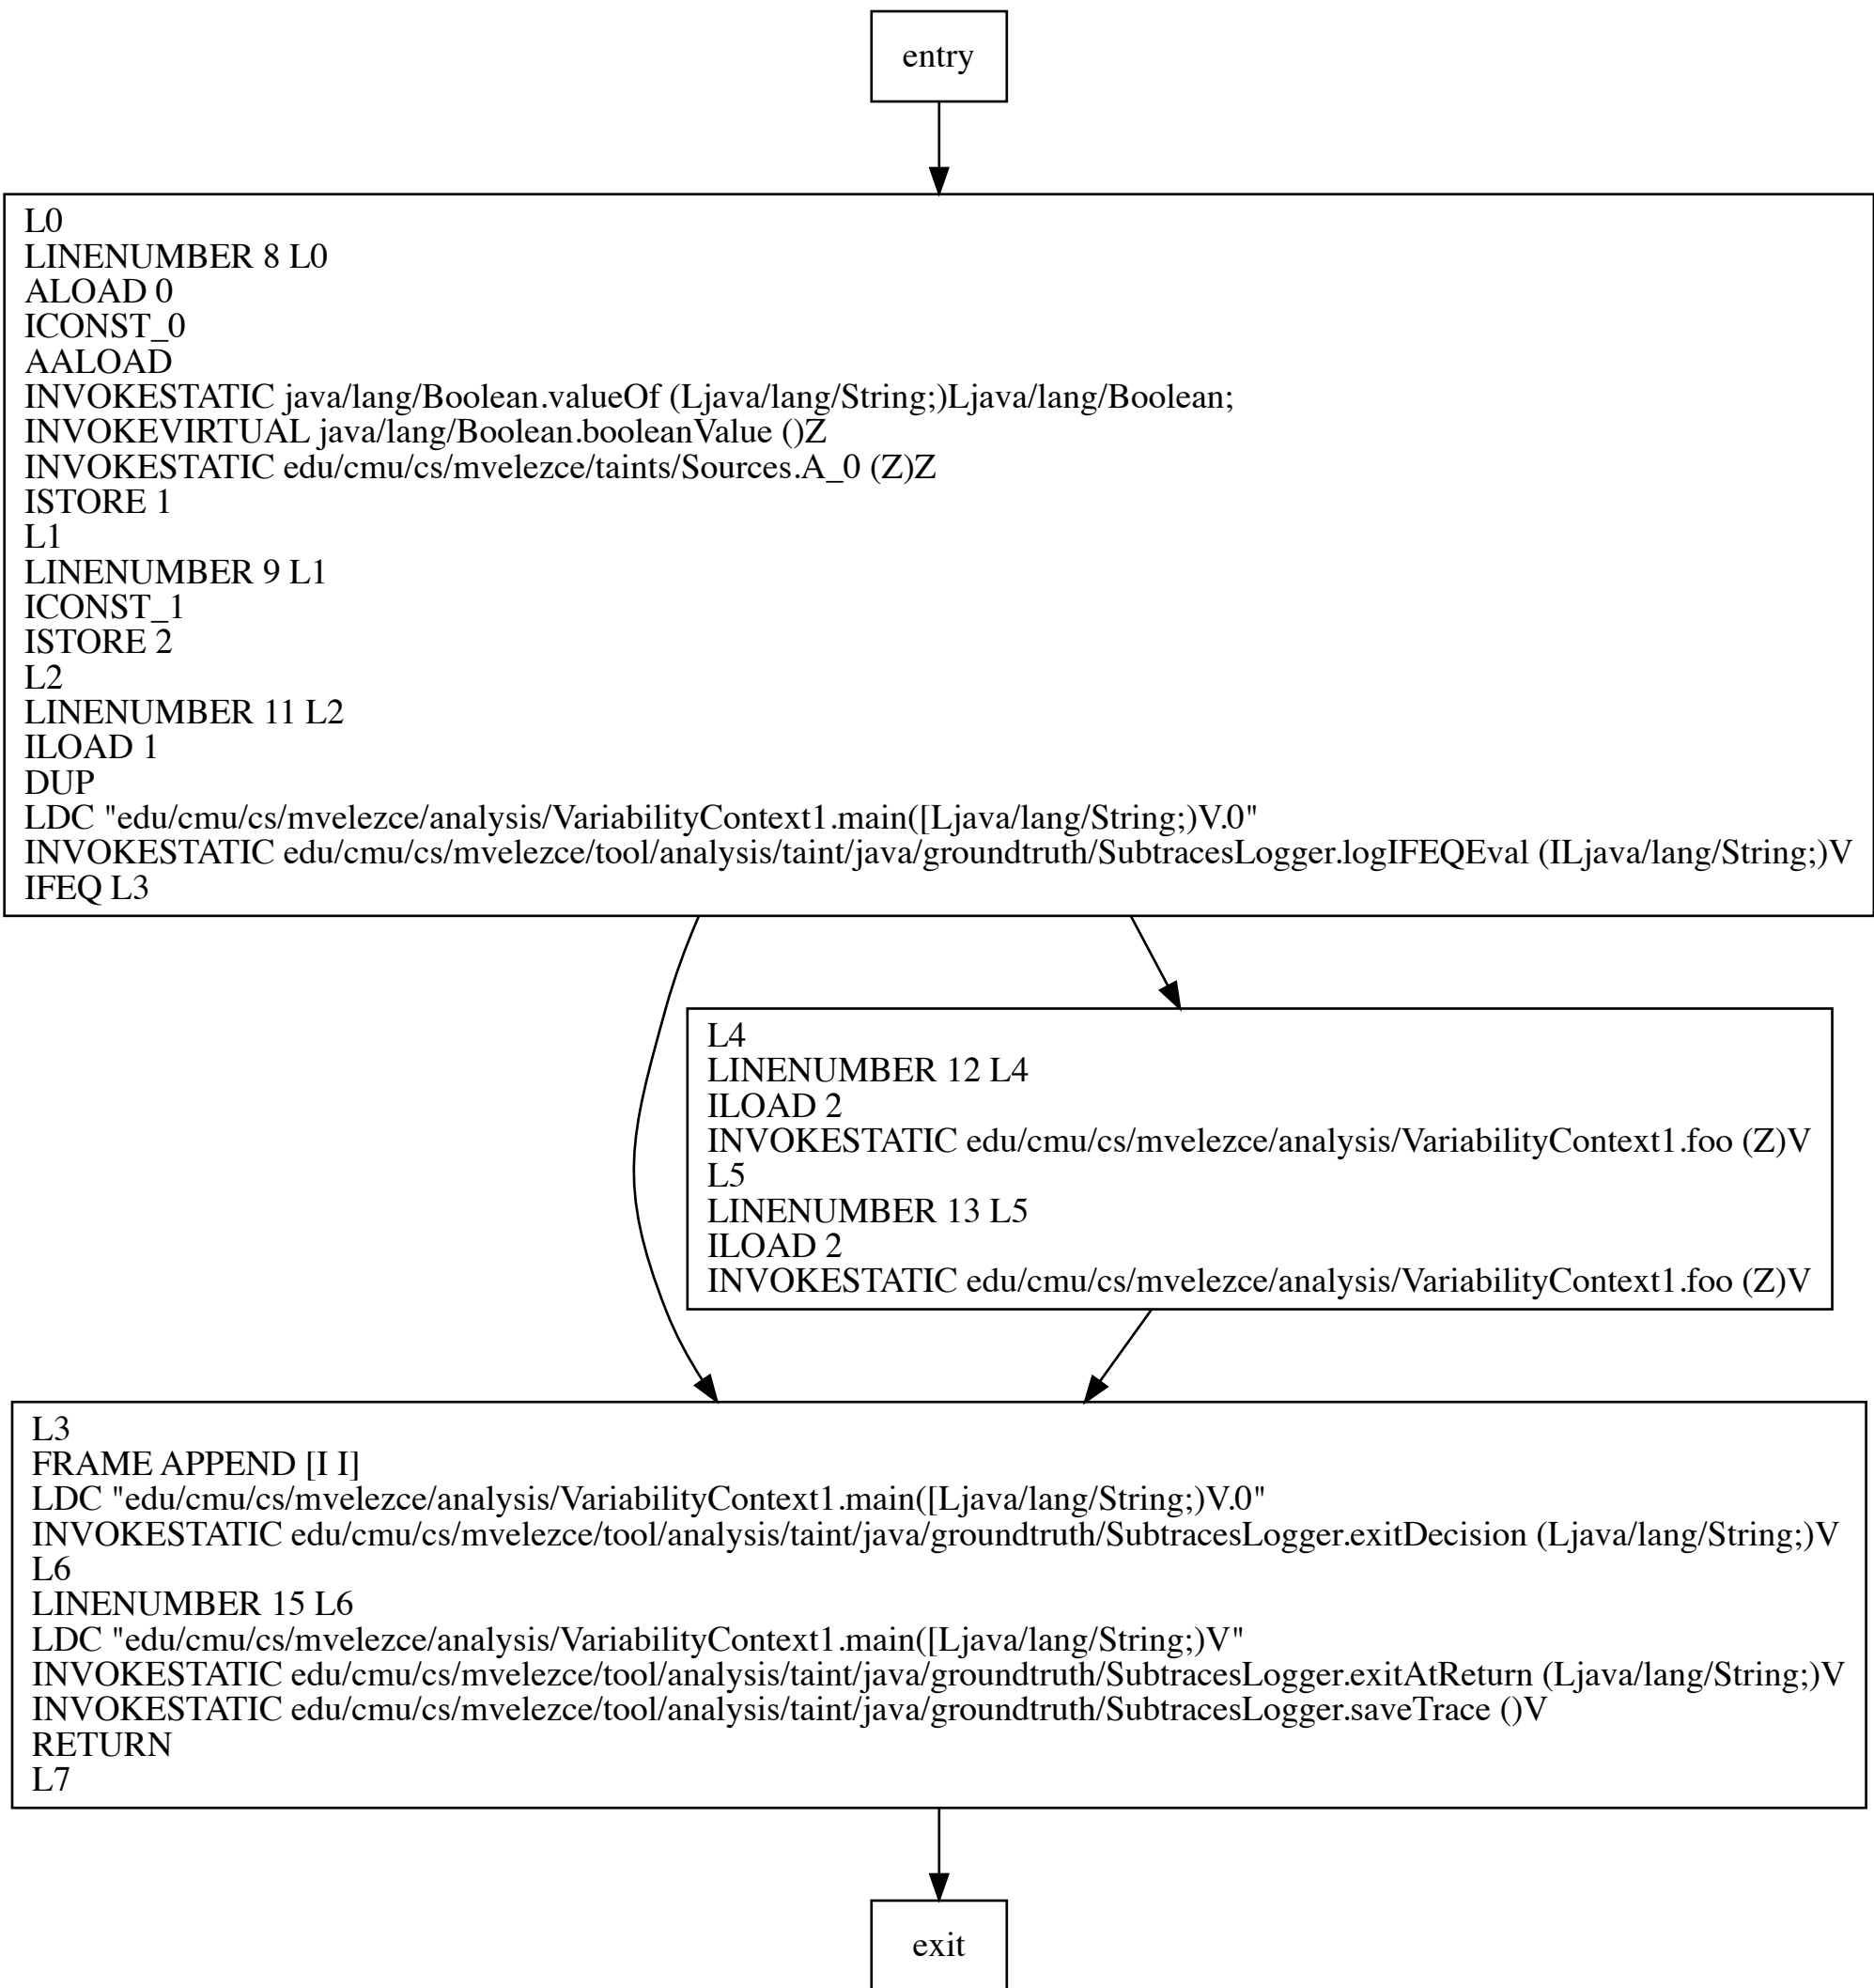 entry
L0
LINENUMBER 8 L0
ALOAD 0
ICONST_0
AALOAD
INVOKESTATIC java/lang/Boolean.valueOf (Ljava/lang/String;)Ljava/lang/Boolean;
INVOKEVIRTUAL java/lang/Boolean.booleanValue ()Z
INVOKESTATIC edu/cmu/cs/mvelezce/taints/Sources.A_0 (Z)Z
ISTORE 1
L1
LINENUMBER 9 L1
ICONST_1
ISTORE 2
L2
LINENUMBER 11 L2
ILOAD 1
DUP
LDC "edu/cmu/cs/mvelezce/analysis/VariabilityContext1.main([Ljava/lang/String;)V.0"
INVOKESTATIC edu/cmu/cs/mvelezce/tool/analysis/taint/java/groundtruth/SubtracesLogger.logIFEQEval (ILjava/lang/String;)V
IFEQ L3
L4
LINENUMBER 12 L4
ILOAD 2
INVOKESTATIC edu/cmu/cs/mvelezce/analysis/VariabilityContext1.foo (Z)V
L5
LINENUMBER 13 L5
ILOAD 2
INVOKESTATIC edu/cmu/cs/mvelezce/analysis/VariabilityContext1.foo (Z)V
L3
FRAME APPEND [I I]
LDC "edu/cmu/cs/mvelezce/analysis/VariabilityContext1.main([Ljava/lang/String;)V.0"
INVOKESTATIC edu/cmu/cs/mvelezce/tool/analysis/taint/java/groundtruth/SubtracesLogger.exitDecision (Ljava/lang/String;)V
L6
LINENUMBER 15 L6
LDC "edu/cmu/cs/mvelezce/analysis/VariabilityContext1.main([Ljava/lang/String;)V"
INVOKESTATIC edu/cmu/cs/mvelezce/tool/analysis/taint/java/groundtruth/SubtracesLogger.exitAtReturn (Ljava/lang/String;)V
INVOKESTATIC edu/cmu/cs/mvelezce/tool/analysis/taint/java/groundtruth/SubtracesLogger.saveTrace ()V
RETURN
L7
exit